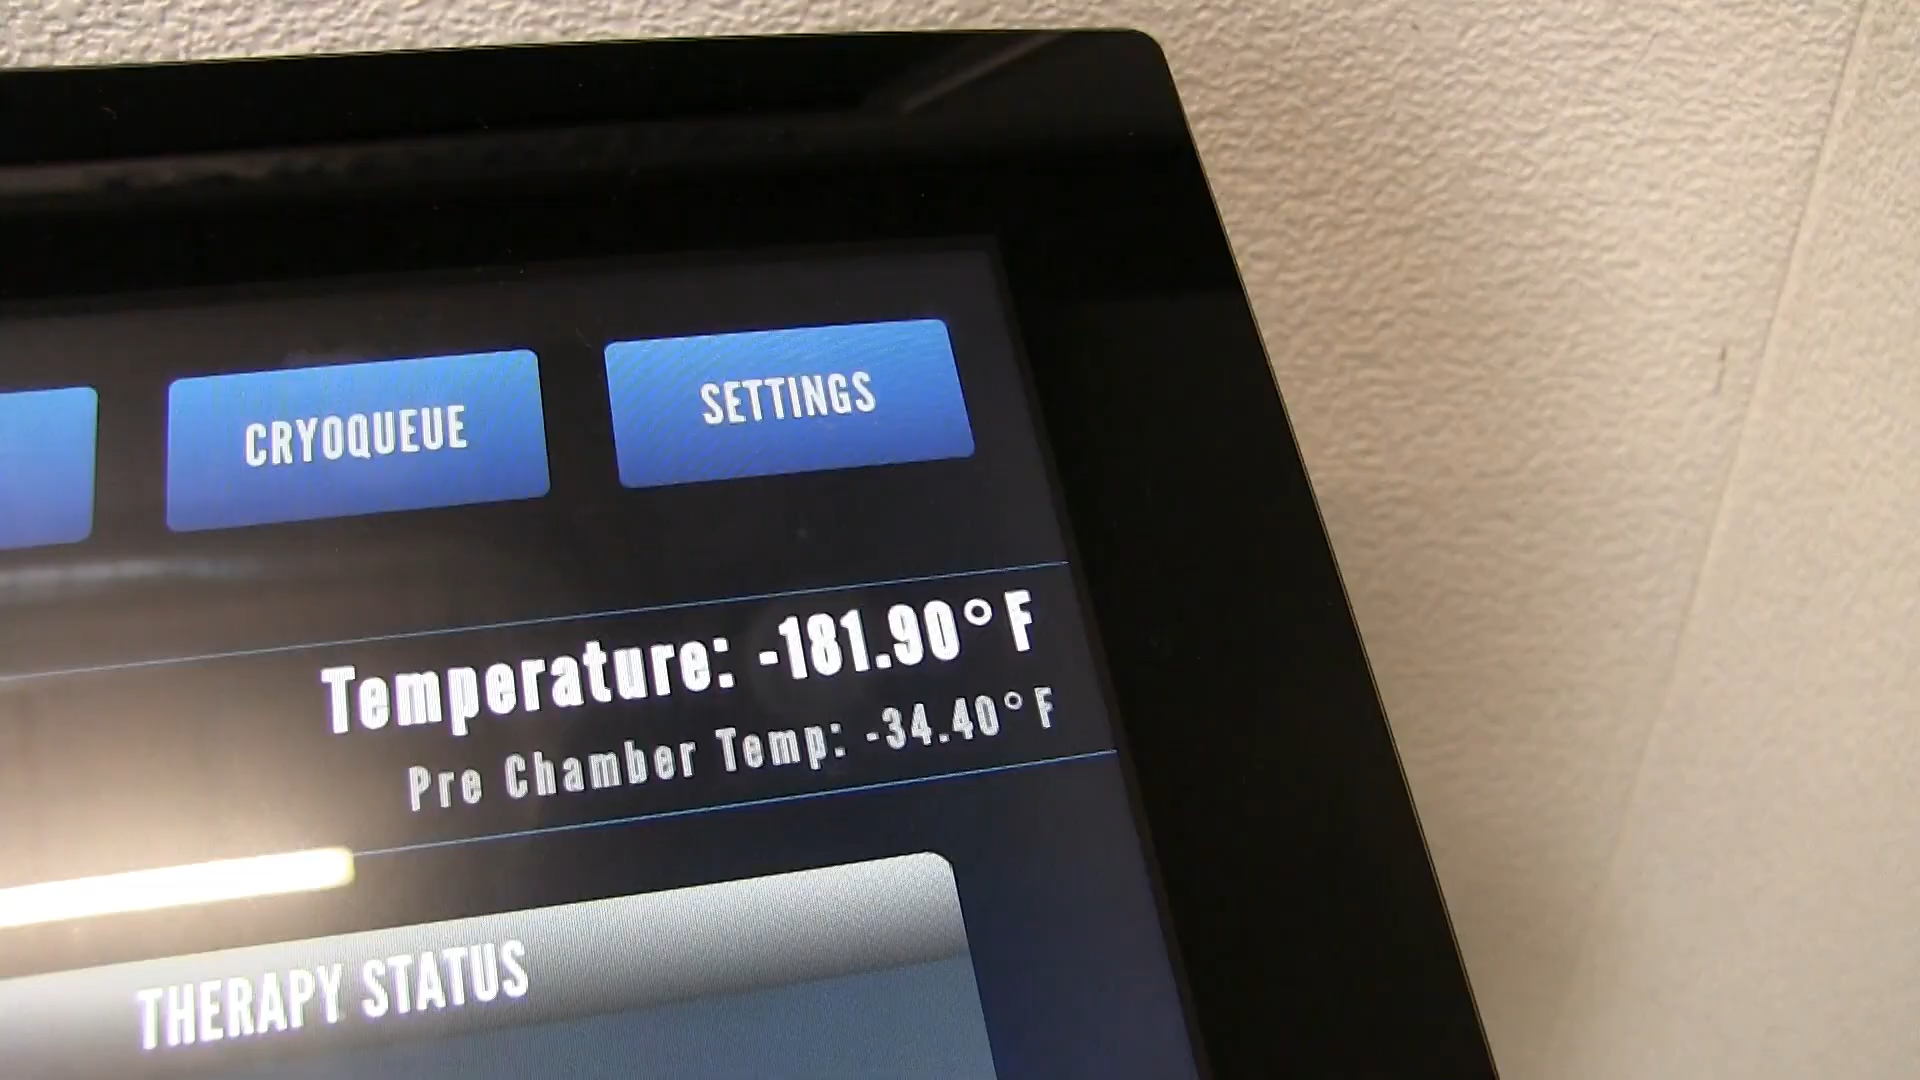 CRYOQUEUE
SETTINGS
Temperature: -181.90° F
Pre Chamber Temp: -34.40° F
THERAPY STATUS